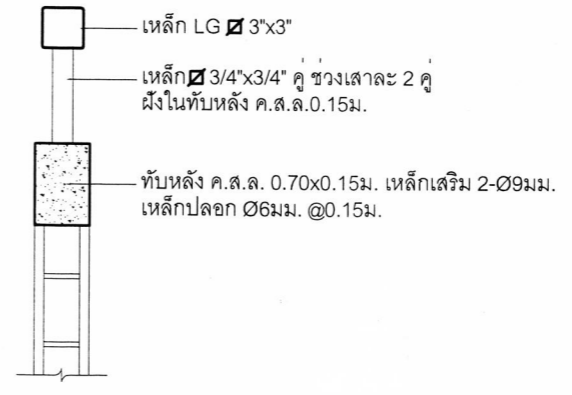 เหล็ก LG ⌷ 3"x3"
เหล็ก⌷ 3/4"x3/4" คู่ ช่วงเสาละ 2 คู่
ฝังในทับหลัง ค.ส.ล.0.15ม.
ทับหลัง ค.ส.ล. 0.70x0.15ม. เหล็กเสริม 2-Ø9มม.
เหล็กปลอก Ø6มม. @0.15ม.